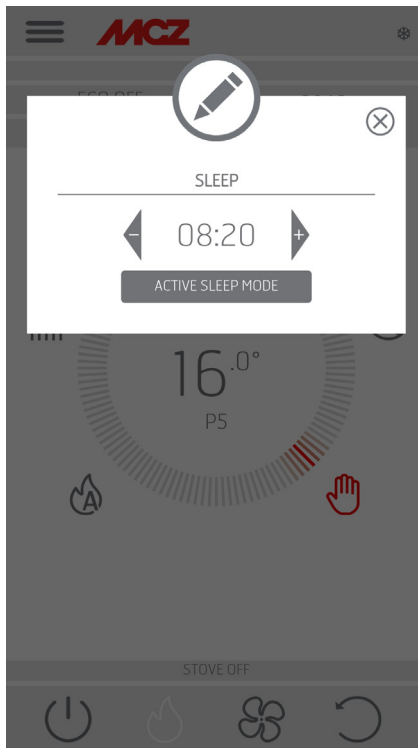 MCZ
SLEEP
- 08:20 +
ACTIVE SLEEP MODE
16.0°
P5
A
STOVE OFF